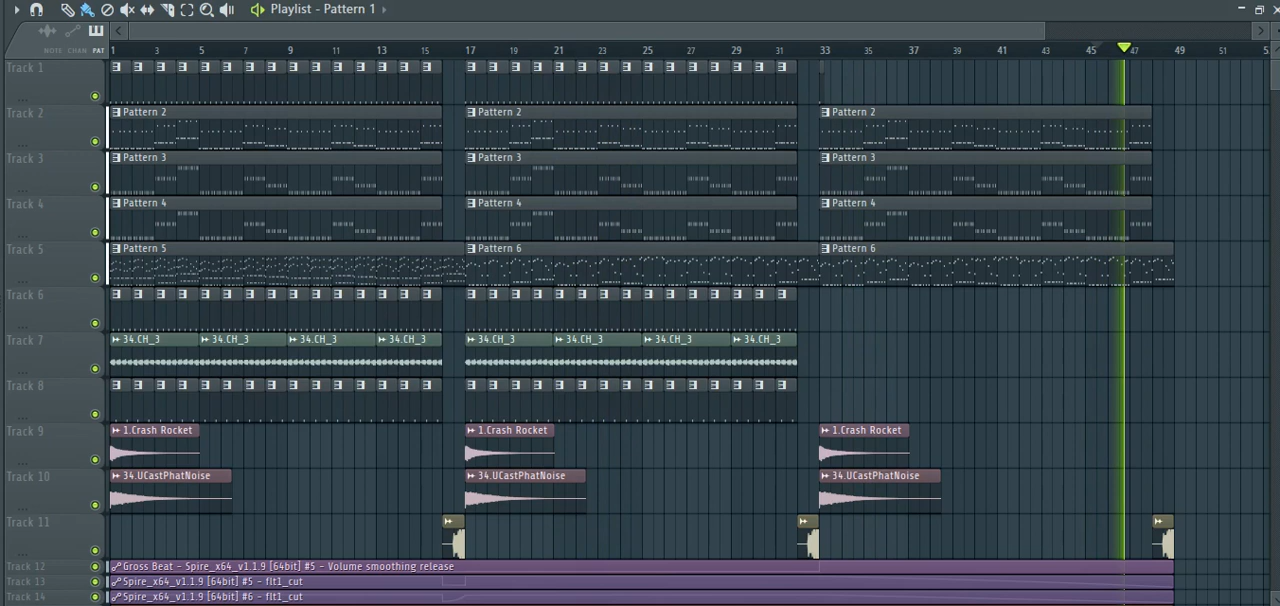 Playlist - Pattern 1
NOTE CHAN PAT
1 3 5 7 9 11 13 15 17 19 21 23 25 27 29 31 33 35 37 39 41 43 45 47 49 51
Track 1
Track 2 Pattern 2 Pattern 2 Pattern 2
Track 3 Pattern 3 Pattern 3 Pattern 3
Track 4 Pattern 4 Pattern 4 Pattern 4
Track 5 Pattern 5 Pattern 6 Pattern 6
Track 6
Track 7 34.CH_3 34.CH_3 34.CH_3 34.CH_3 34.CH_3 34.CH_3 34.CH_3 34.CH_3
Track 8
Track 9 1.Crash Rocket 1.Crash Rocket 1.Crash Rocket
Track 10 34.UCastPhatNoise 34.UCastPhatNoise 34.UCastPhatNoise
Track 11
Track 12 Gross Beat - Spire_x64_v1.1.9 [64bit] #5 - Volume smoothing release
Track 13 Spire_x64_v1.1.9 [64bit] #5 - flt1_cut
Track 14 Spire_x64_v1.1.9 [64bit] #6 - flt1_cut